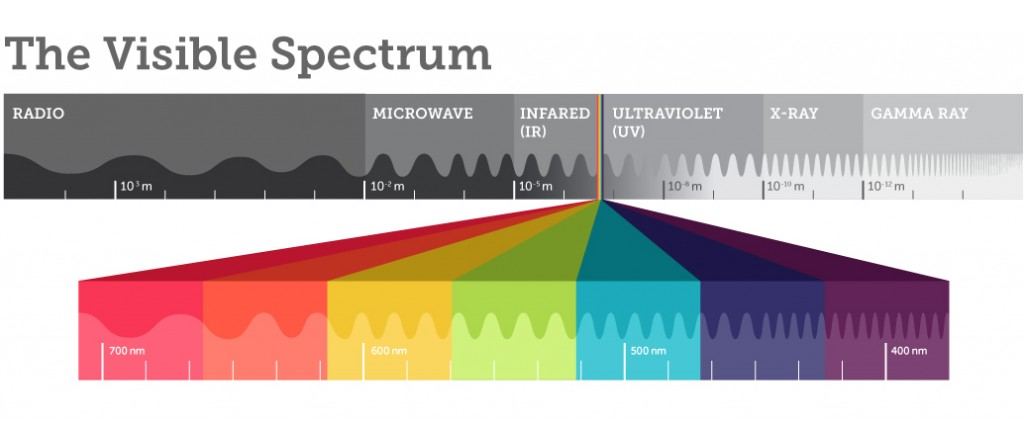 The Visible Spectrum
RADIO
MICROWAVE
INFARED
(IR)
ULTRAVIOLET
(UV)
X-RAY
GAMMA RAY
10³ m
10⁻² m
10⁻⁵ m
10⁻⁸ m
10⁻¹⁰ m
10⁻¹² m
700 nm
600 nm
500 nm
400 nm